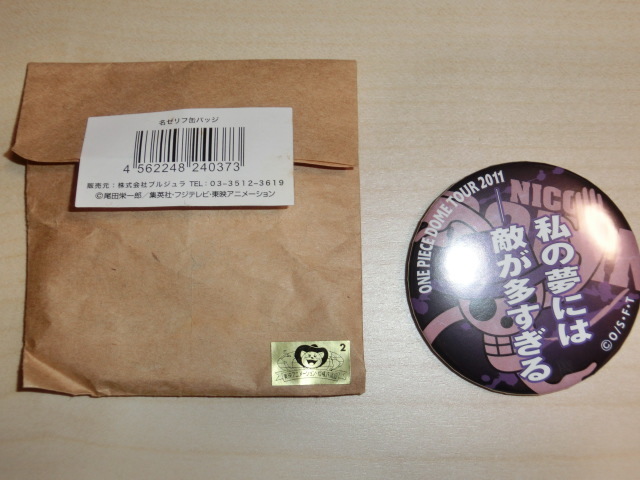 名ゼリフ缶バッジ
4 562248 240373
販売元:株式会社ブルジュラ TEL:03-3512-3619
©尾田栄一郎/集英社・フジテレビ・東映アニメーション
2
ONE PIECE DOME TOUR 2011
NICO
私の夢には
敵が多すぎる
©O/S・F・T